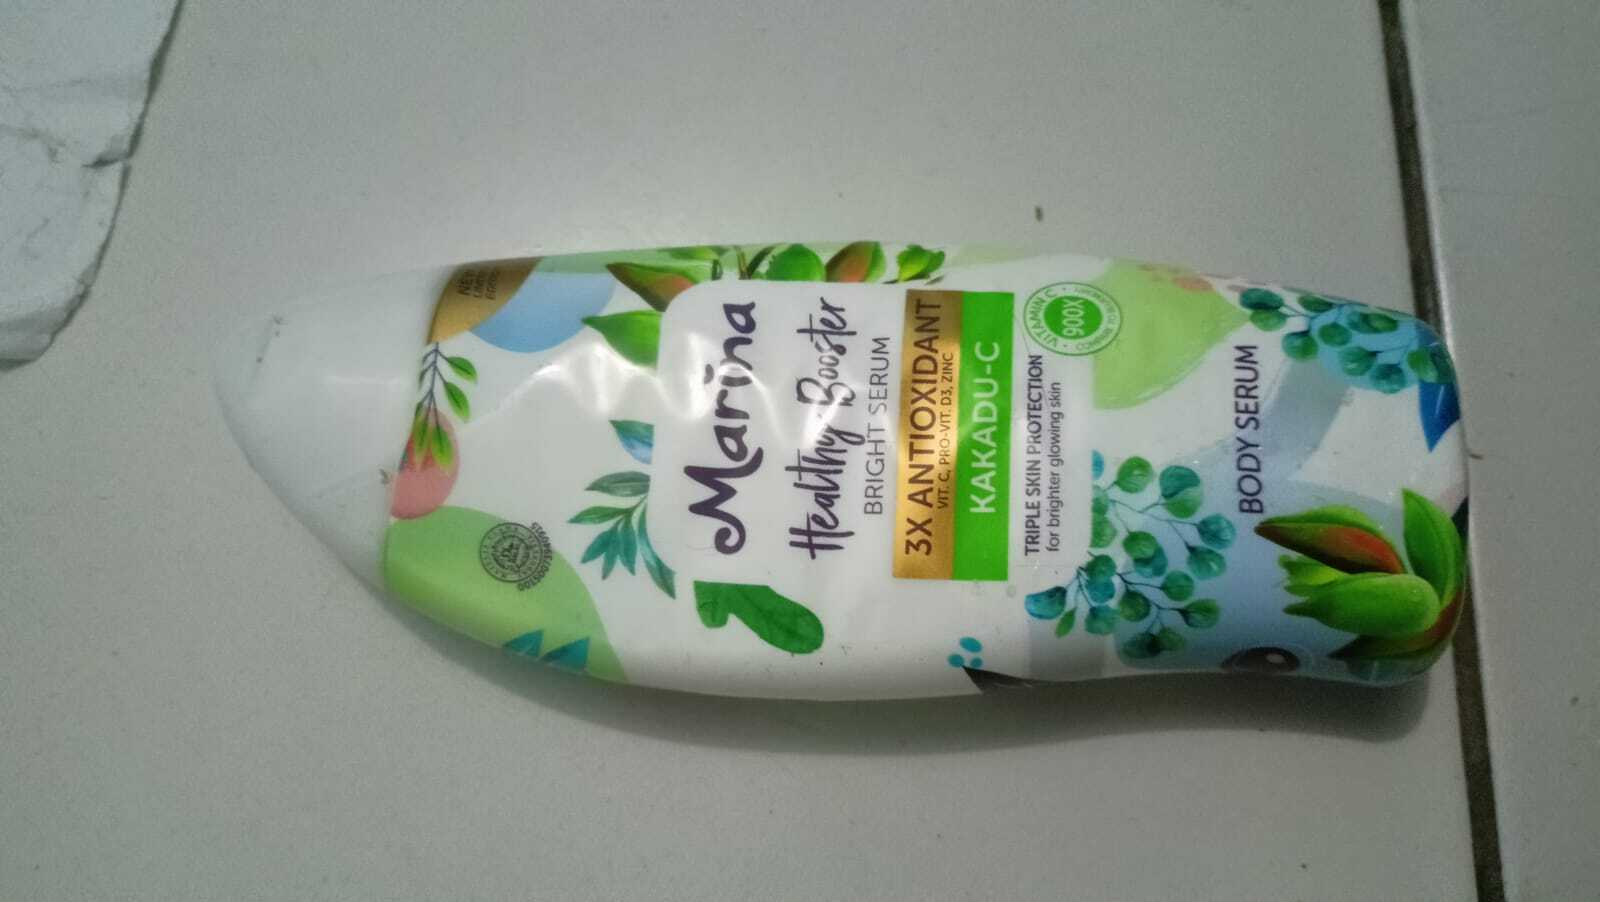 Marina
Healthy Booster
BRIGHT SERUM
3X ANTIOXIDANT
VIT. C, PRO-VIT. D3, ZINC
KAKADU-C
TRIPLE SKIN PROTECTION
for brighter glowing skin
VITAMIN C
900X
BODY SERUM